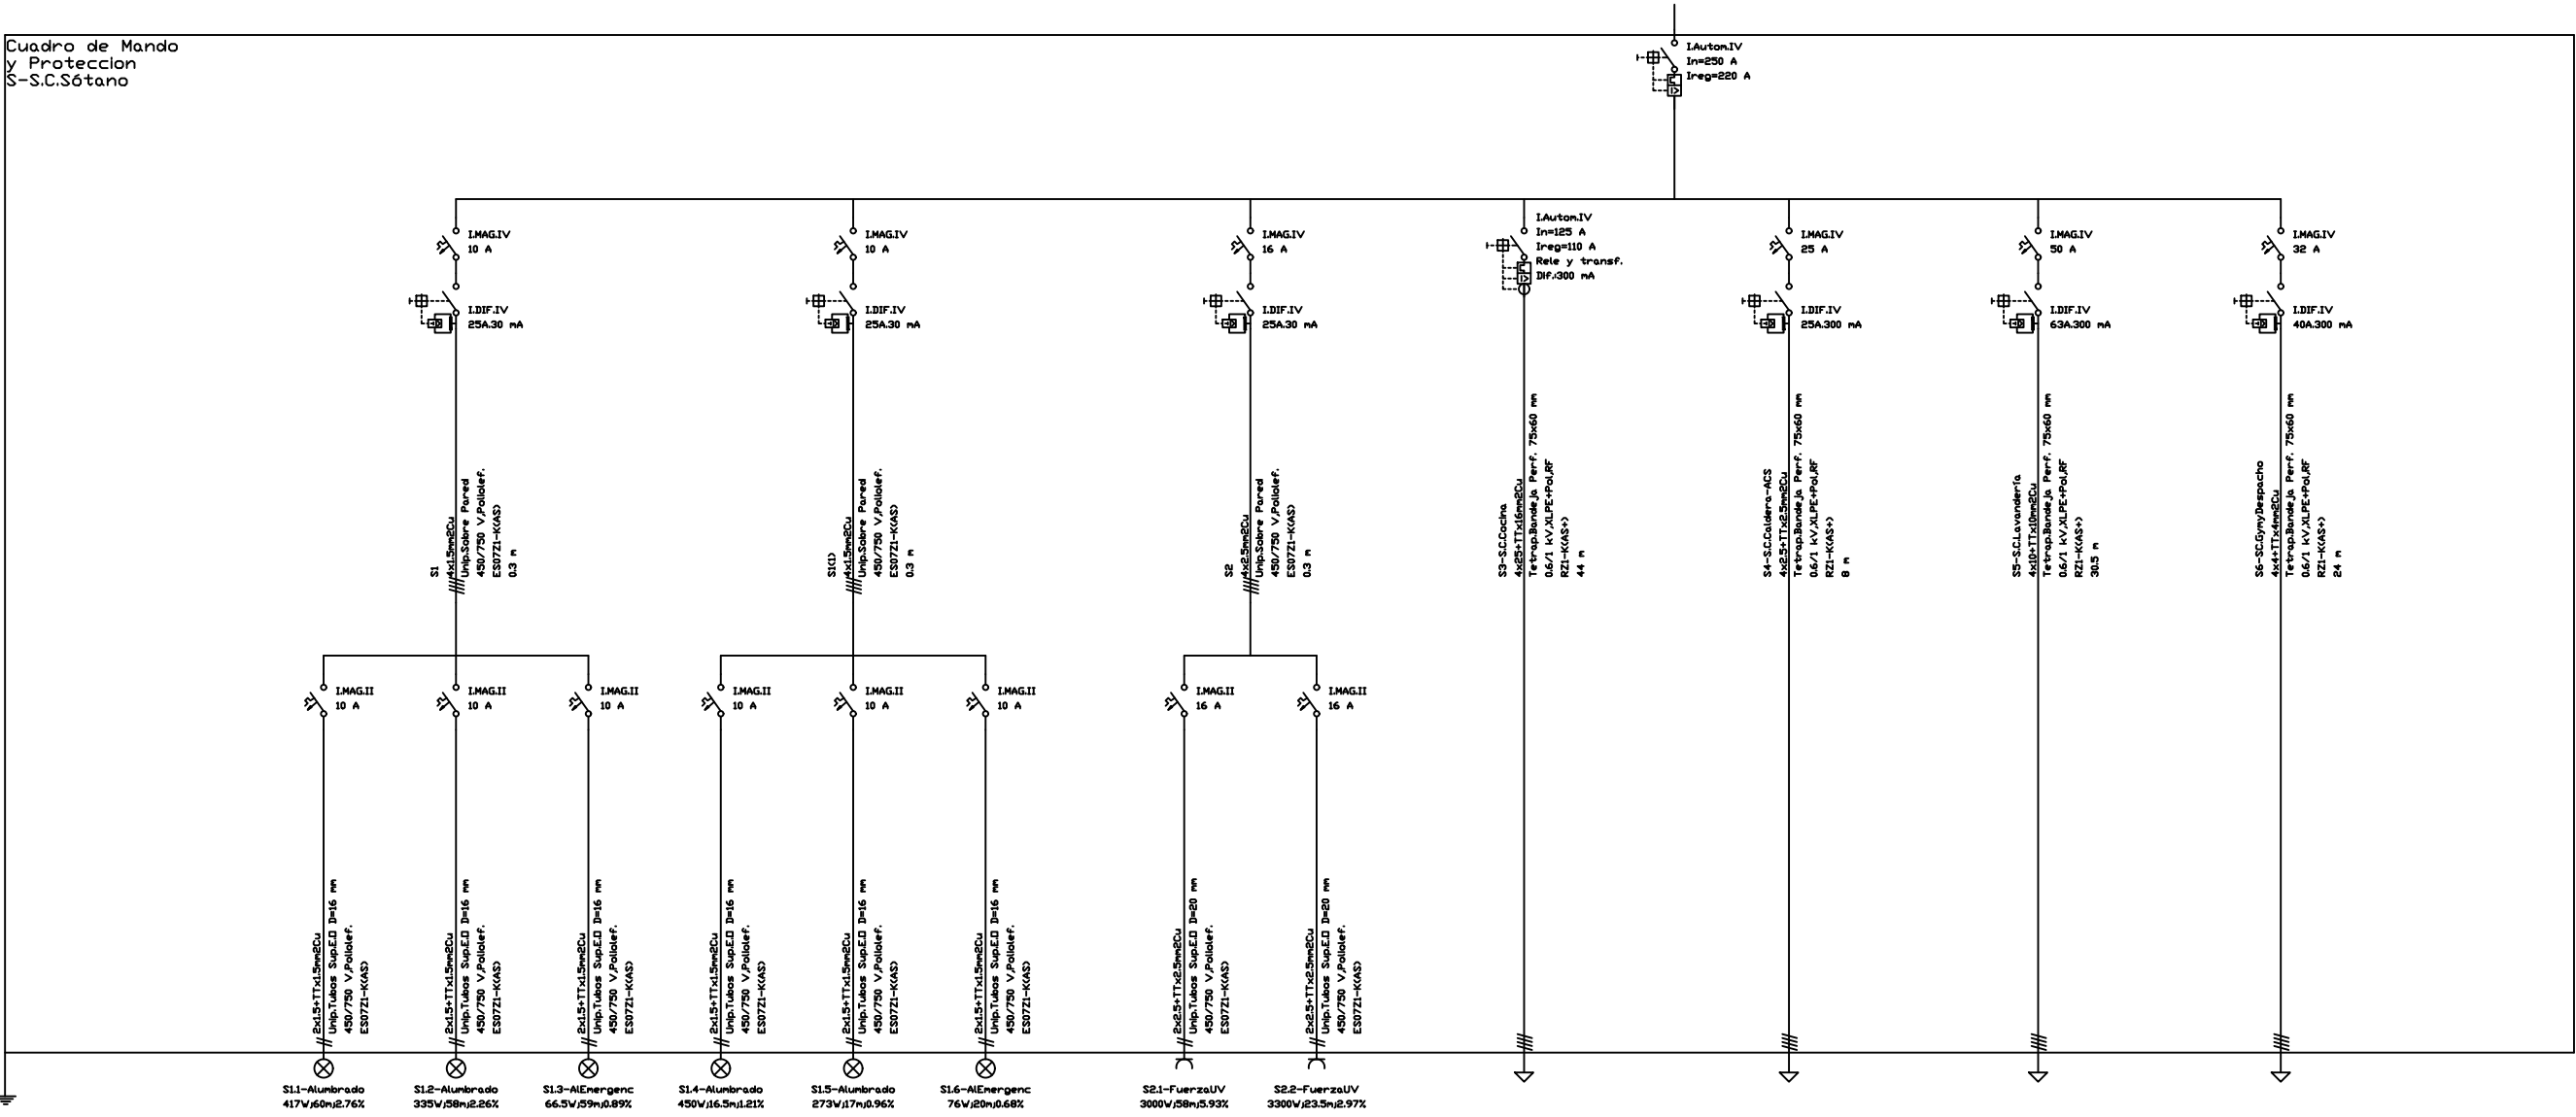 Cuadro de Mando
y Proteccion
S-S.C.Sótano
I.Autom.IV
In=250 A
Ireg=220 A
I.MAG.IV
10 A
I.DIF.IV
25A.30 mA
I.MAG.IV
10 A
I.DIF.IV
25A.30 mA
I.MAG.IV
16 A
I.DIF.IV
25A.30 mA
I.Autom.IV
In=125 A
Ireg=110 A
Rele y transf.
Dif.:300 mA
I.MAG.IV
25 A
I.DIF.IV
25A.300 mA
I.MAG.IV
50 A
I.DIF.IV
63A.300 mA
I.MAG.IV
32 A
I.DIF.IV
40A.300 mA
S1
4x1.5mm2Cu
Unip.Sobre Pared
450/750 V,Poliolef.
ES07Z1-K(AS)
0.3 m
S1(1)
4x1.5mm2Cu
Unip.Sobre Pared
450/750 V,Poliolef.
ES07Z1-K(AS)
0.3 m
S2
4x2.5mm2Cu
Unip.Sobre Pared
450/750 V,Poliolef.
ES07Z1-K(AS)
0.3 m
S3-S.C.Cocina
4x25+TTx16mm2Cu
Tetrap.Bandeja Perf. 75x60 mm
0.6/1 kV,XLPE+Pol,RF
RZ1-K(AS+)
44 m
S4-S.C.Caldera-ACS
4x2.5+TTx2.5mm2Cu
Tetrap.Bandeja Perf. 75x60 mm
0.6/1 kV,XLPE+Pol,RF
RZ1-K(AS+)
8 m
S5-S.C.Lavandería
4x10+TTx10mm2Cu
Tetrap.Bandeja Perf. 75x60 mm
0.6/1 kV,XLPE+Pol,RF
RZ1-K(AS+)
30.5 m
S6-SC.GymyDespacho
4x4+TTx4mm2Cu
Tetrap.Bandeja Perf. 75x60 mm
0.6/1 kV,XLPE+Pol,RF
RZ1-K(AS+)
24 m
I.MAG.II
10 A
I.MAG.II
10 A
I.MAG.II
10 A
I.MAG.II
10 A
I.MAG.II
10 A
I.MAG.II
10 A
I.MAG.II
16 A
I.MAG.II
16 A
2x1.5+TTx1.5mm2Cu
Unip.Tubos Sup.E.O D=16 mm
450/750 V,Poliolef.
ES07Z1-K(AS)
2x1.5+TTx1.5mm2Cu
Unip.Tubos Sup.E.O D=16 mm
450/750 V,Poliolef.
ES07Z1-K(AS)
2x1.5+TTx1.5mm2Cu
Unip.Tubos Sup.E.O D=16 mm
450/750 V,Poliolef.
ES07Z1-K(AS)
2x1.5+TTx1.5mm2Cu
Unip.Tubos Sup.E.O D=16 mm
450/750 V,Poliolef.
ES07Z1-K(AS)
2x1.5+TTx1.5mm2Cu
Unip.Tubos Sup.E.O D=16 mm
450/750 V,Poliolef.
ES07Z1-K(AS)
2x1.5+TTx1.5mm2Cu
Unip.Tubos Sup.E.O D=16 mm
450/750 V,Poliolef.
ES07Z1-K(AS)
2x2.5+TTx2.5mm2Cu
Unip.Tubos Sup.E.O D=20 mm
450/750 V,Poliolef.
ES07Z1-K(AS)
2x2.5+TTx2.5mm2Cu
Unip.Tubos Sup.E.O D=20 mm
450/750 V,Poliolef.
ES07Z1-K(AS)
S1.1-Alumbrado
417W;60m;2.76%
S1.2-Alumbrado
335W;58m;2.26%
S1.3-AlEmergenc
66.5W;59m;0.89%
S1.4-Alumbrado
450W;16.5m;1.21%
S1.5-Alumbrado
273W;17m;0.96%
S1.6-AlEmergenc
76W;20m;0.68%
S2.1-FuerzaUV
3000W;58m;5.93%
S2.2-FuerzaUV
3300W;23.5m;2.97%